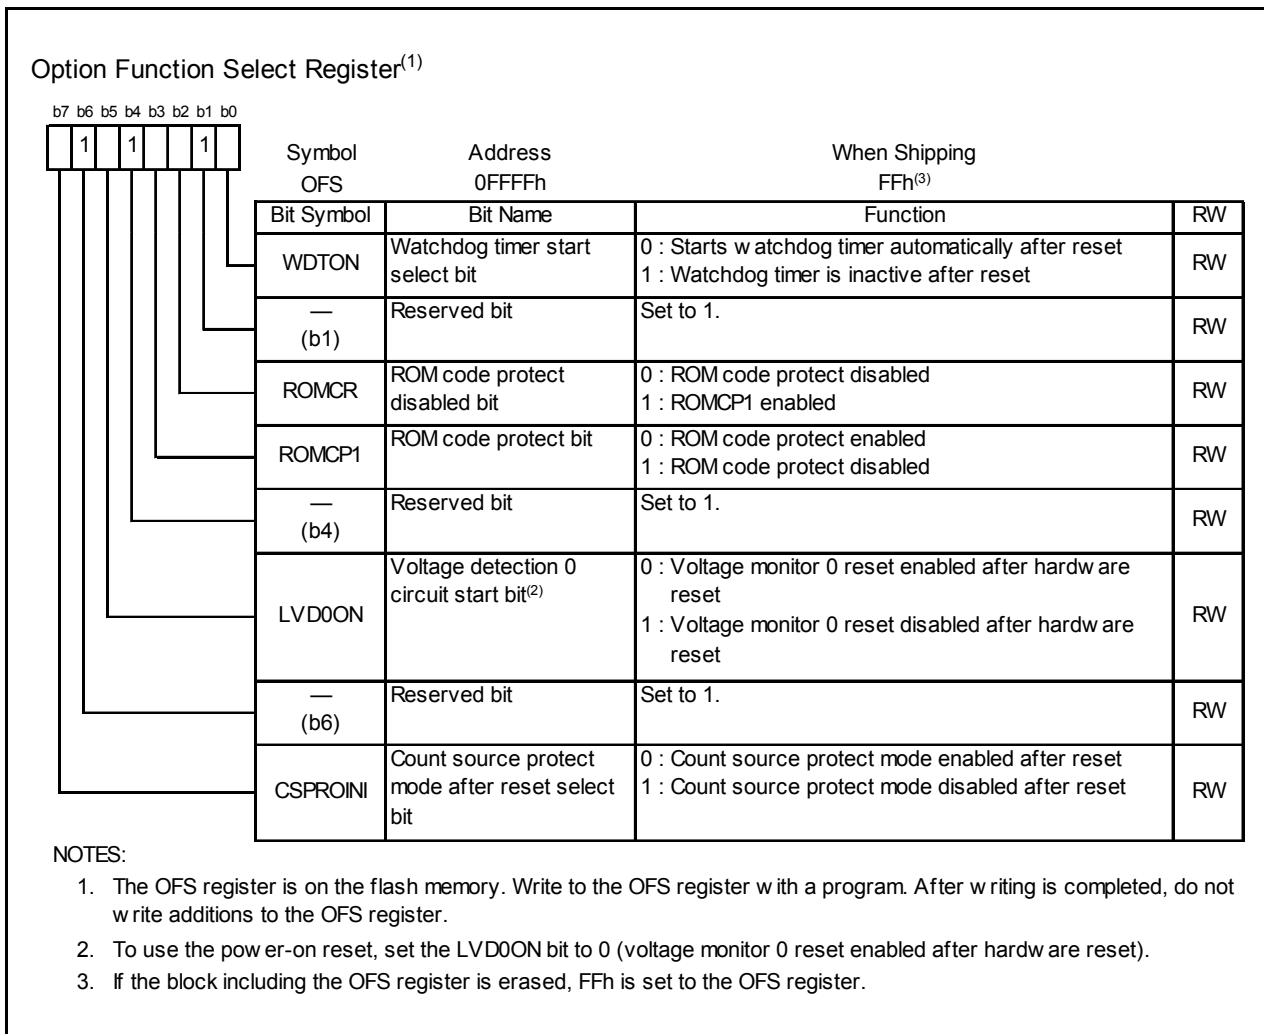 Option Function Select Register(1)
b7 b6 b5 b4 b3 b2 b1 b0
1 1 1
Symbol Address When Shipping
OFS 0FFFFh FFh(3)
Bit Symbol Bit Name Function RW
WDTON Watchdog timer start select bit 0 : Starts watchdog timer automatically after reset RW
1 : Watchdog timer is inactive after reset
— Reserved bit Set to 1. RW
(b1)
ROMCR ROM code protect disabled bit 0 : ROM code protect disabled RW
1 : ROMCP1 enabled
ROMCP1 ROM code protect bit 0 : ROM code protect enabled RW
1 : ROM code protect disabled
— Reserved bit Set to 1. RW
(b4)
LVD0ON Voltage detection 0 circuit start bit(2) 0 : Voltage monitor 0 reset enabled after hardware RW
reset
1 : Voltage monitor 0 reset disabled after hardware
reset
— Reserved bit Set to 1. RW
(b6)
CSPROINI Count source protect mode after reset select bit 0 : Count source protect mode enabled after reset RW
1 : Count source protect mode disabled after reset
NOTES:
1. The OFS register is on the flash memory. Write to the OFS register with a program. After writing is completed, do not
write additions to the OFS register.
2. To use the power-on reset, set the LVD0ON bit to 0 (voltage monitor 0 reset enabled after hardware reset).
3. If the block including the OFS register is erased, FFh is set to the OFS register.